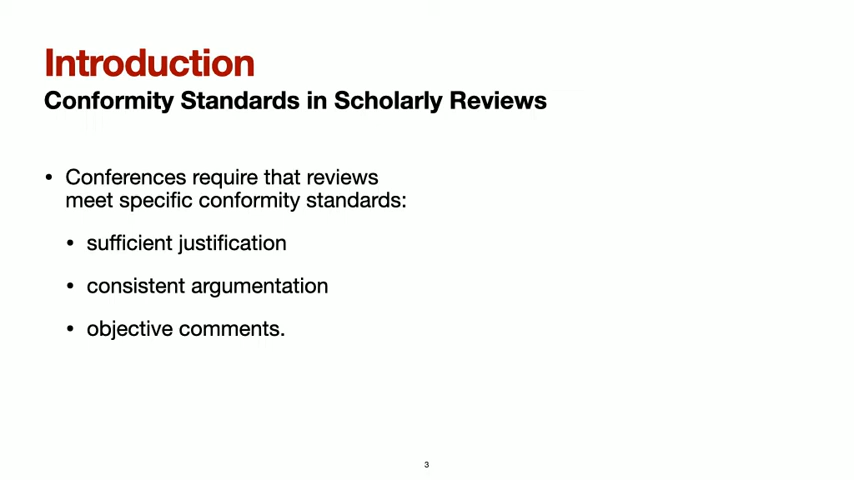 Introduction
Conformity Standards in Scholarly Reviews
• Conferences require that reviews
meet specific conformity standards:
• sufficient justification
• consistent argumentation
• objective comments.
3